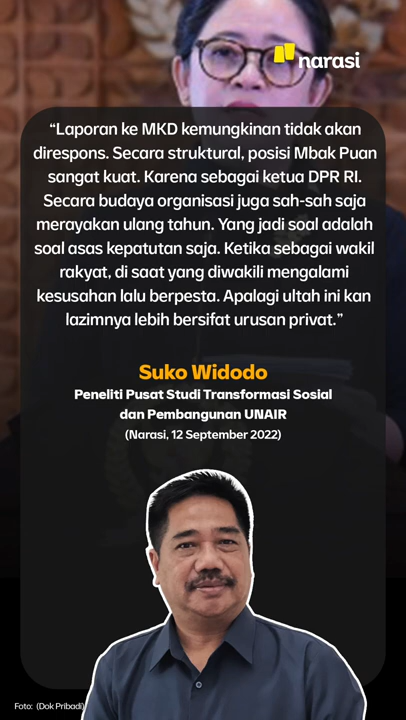 narasi
“Laporan ke MKD kemungkinan tidak akan
direspons. Secara struktural, posisi Mbak Puan
sangat kuat. Karena sebagai ketua DPR RI.
Secara budaya organisasi juga sah-sah saja
merayakan ulang tahun. Yang jadi soal adalah
soal asas kepatutan saja. Ketika sebagai wakil
rakyat, di saat yang diwakili mengalami
kesusahan lalu berpesta. Apalagi ultah ini kan
lazimnya lebih bersifat urusan privat.”
Suko Widodo
Peneliti Pusat Studi Transformasi Sosial
dan Pembangunan UNAIR
(Narasi, 12 September 2022)
Foto: (Dok Pribadi)